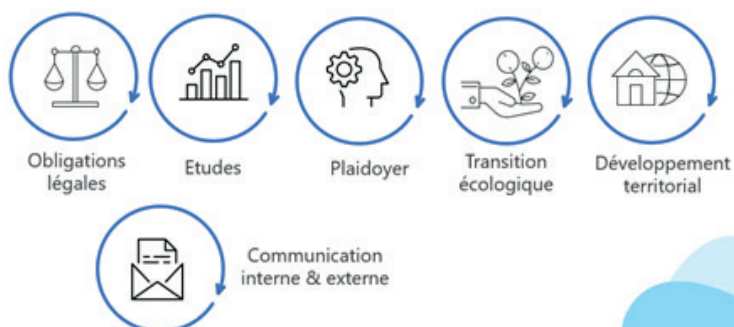 Obligations
légales
Etudes
Plaidoyer
Transition
écologique
Développement
territorial
Communication
interne & externe